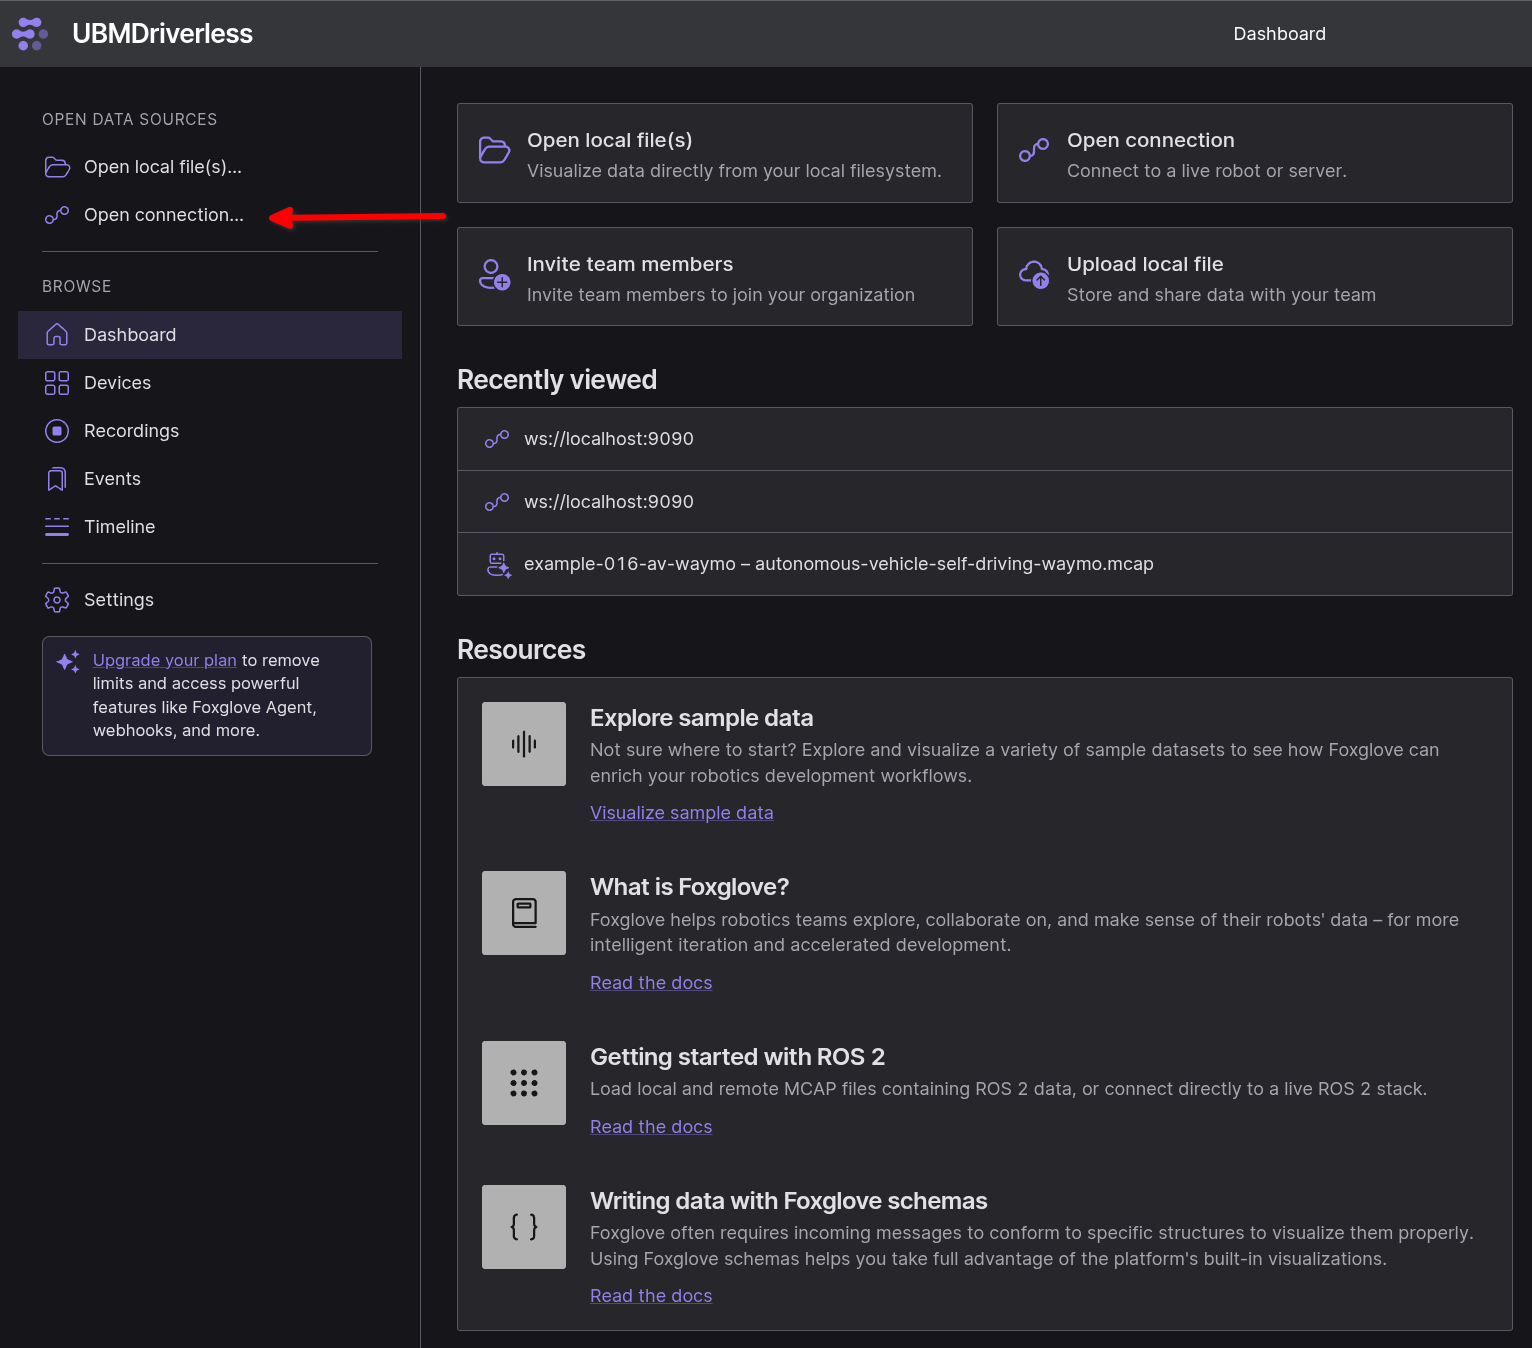 UBMDriverless
Dashboard
OPEN DATA SOURCES
Open local file(s)...
Open connection...
BROWSE
Dashboard
Devices
Recordings
Events
Timeline
Settings
Upgrade your plan to remove
limits and access powerful
features like Foxglove Agent,
webhooks, and more.
Open local file(s)
Visualize data directly from your local filesystem.
Open connection
Connect to a live robot or server.
Invite team members
Invite team members to join your organization
Upload local file
Store and share data with your team
Recently viewed
ws://localhost:9090
ws://localhost:9090
example-016-av-waymo – autonomous-vehicle-self-driving-waymo.mcap
Resources
Explore sample data
Not sure where to start? Explore and visualize a variety of sample datasets to see how Foxglove can
enrich your robotics development workflows.
Visualize sample data
What is Foxglove?
Foxglove helps robotics teams explore, collaborate on, and make sense of their robots' data – for more
intelligent iteration and accelerated development.
Read the docs
Getting started with ROS 2
Load local and remote MCAP files containing ROS 2 data, or connect directly to a live ROS 2 stack.
Read the docs
Writing data with Foxglove schemas
Foxglove often requires incoming messages to conform to specific structures to visualize them properly.
Using Foxglove schemas helps you take full advantage of the platform's built-in visualizations.
Read the docs